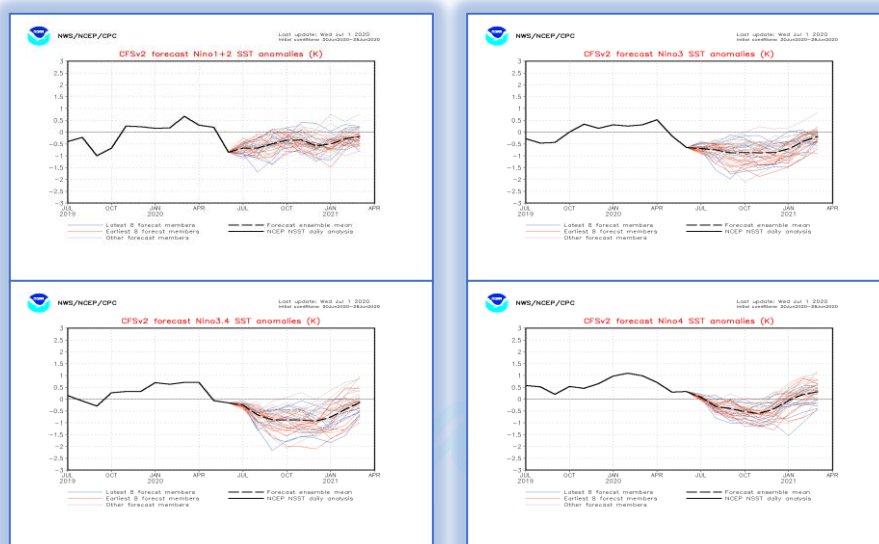 NWS/NCEP/CPC
Last update: Wed Jul 1 2020
Initial conditions: 20Jun2020-29Jun2020
CFSv2 forecast Nino1+2 SST anomalies (K)
3
2.5
2
1.5
1
0.5
0
-0.5
-1
-1.5
-2
-2.5
-3
JUL OCT JAN APR JUL OCT JAN APR
2019 2020 2021
Latest 8 forecast members
Earliest 8 forecast members
Other forecast members
Forecast ensemble mean
NCEP NSST daily analysis
NWS/NCEP/CPC
Last update: Wed Jul 1 2020
Initial conditions: 20Jun2020-29Jun2020
CFSv2 forecast Nino3 SST anomalies (K)
3
2.5
2
1.5
1
0.5
0
-0.5
-1
-1.5
-2
-2.5
-3
JUL OCT JAN APR JUL OCT JAN APR
2019 2020 2021
Latest 8 forecast members
Earliest 8 forecast members
Other forecast members
Forecast ensemble mean
NCEP NSST daily analysis
NWS/NCEP/CPC
Last update: Wed Jul 1 2020
Initial conditions: 20Jun2020-29Jun2020
CFSv2 forecast Nino3.4 SST anomalies (K)
3
2.5
2
1.5
1
0.5
0
-0.5
-1
-1.5
-2
-2.5
-3
JUL OCT JAN APR JUL OCT JAN APR
2019 2020 2021
Latest 8 forecast members
Earliest 8 forecast members
Other forecast members
Forecast ensemble mean
NCEP NSST daily analysis
NWS/NCEP/CPC
Last update: Wed Jul 1 2020
Initial conditions: 20Jun2020-29Jun2020
CFSv2 forecast Nino4 SST anomalies (K)
3
2.5
2
1.5
1
0.5
0
-0.5
-1
-1.5
-2
-2.5
-3
JUL OCT JAN APR JUL OCT JAN APR
2019 2020 2021
Latest 8 forecast members
Earliest 8 forecast members
Other forecast members
Forecast ensemble mean
NCEP NSST daily analysis